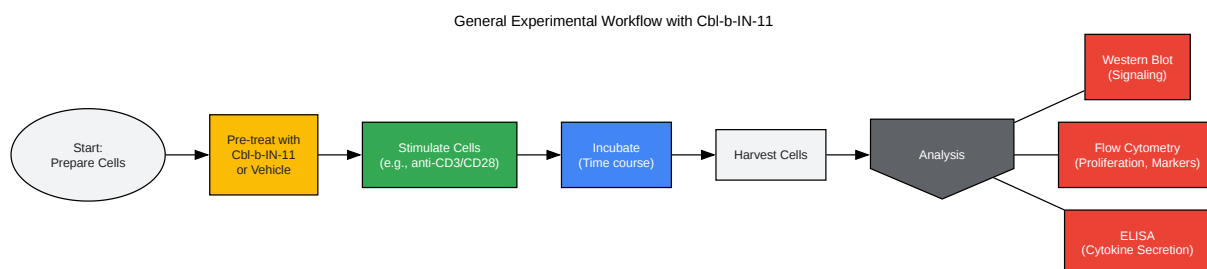 General Experimental Workflow with Cbl-b-IN-11
Start:
Prepare Cells
Pre-treat with
Cbl-b-IN-11
or Vehicle
Stimulate Cells
(e.g., anti-CD3/CD28)
Incubate
(Time course)
Harvest Cells
Analysis
Western Blot
(Signaling)
Flow Cytometry
(Proliferation, Markers)
ELISA
(Cytokine Secretion)